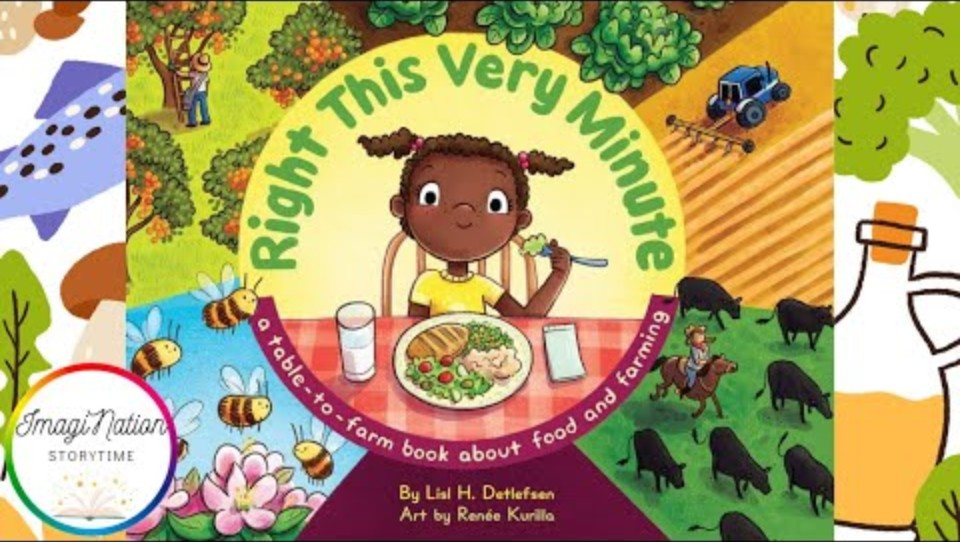 Right This Very Minute
a table-to-farm book about food and farming
By Lisl H. Detlefsen
Art by Renée Kurilla
ImagiNation
STORYTIME